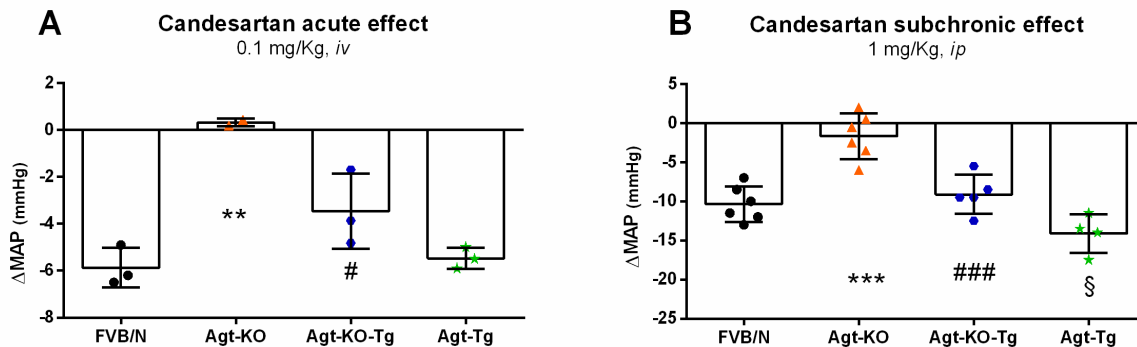 A
Candesartan acute effect
0.1 mg/Kg, iv
2
0
-2
-4
-6
-8
ΔMAP (mmHg)
**
#
FVB/N Agt-KO Agt-KO-Tg Agt-Tg
B
Candesartan subchronic effect
1 mg/Kg, ip
5
0
-5
-10
-15
-20
-25
ΔMAP (mmHg)
***
###
§
FVB/N Agt-KO Agt-KO-Tg Agt-Tg